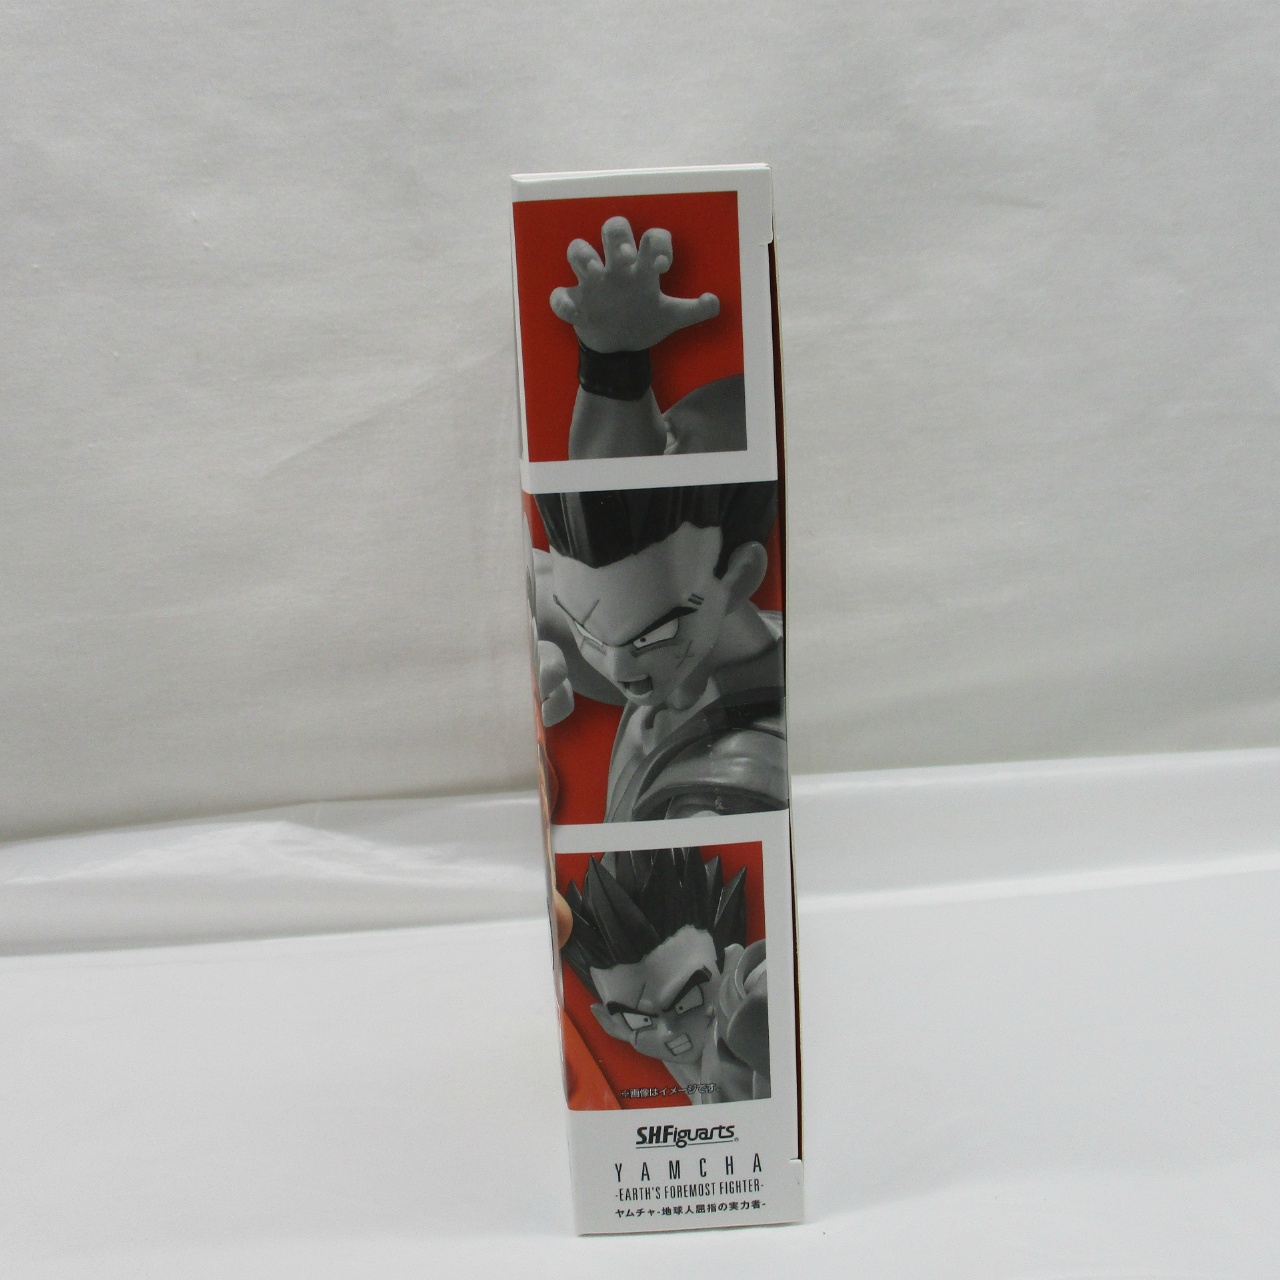 ※画像はイメージです。
S.H.Figuarts
YAMCHA
-EARTH'S FOREMOST FIGHTER-
ヤムチャ-地球人屈指の実力者-